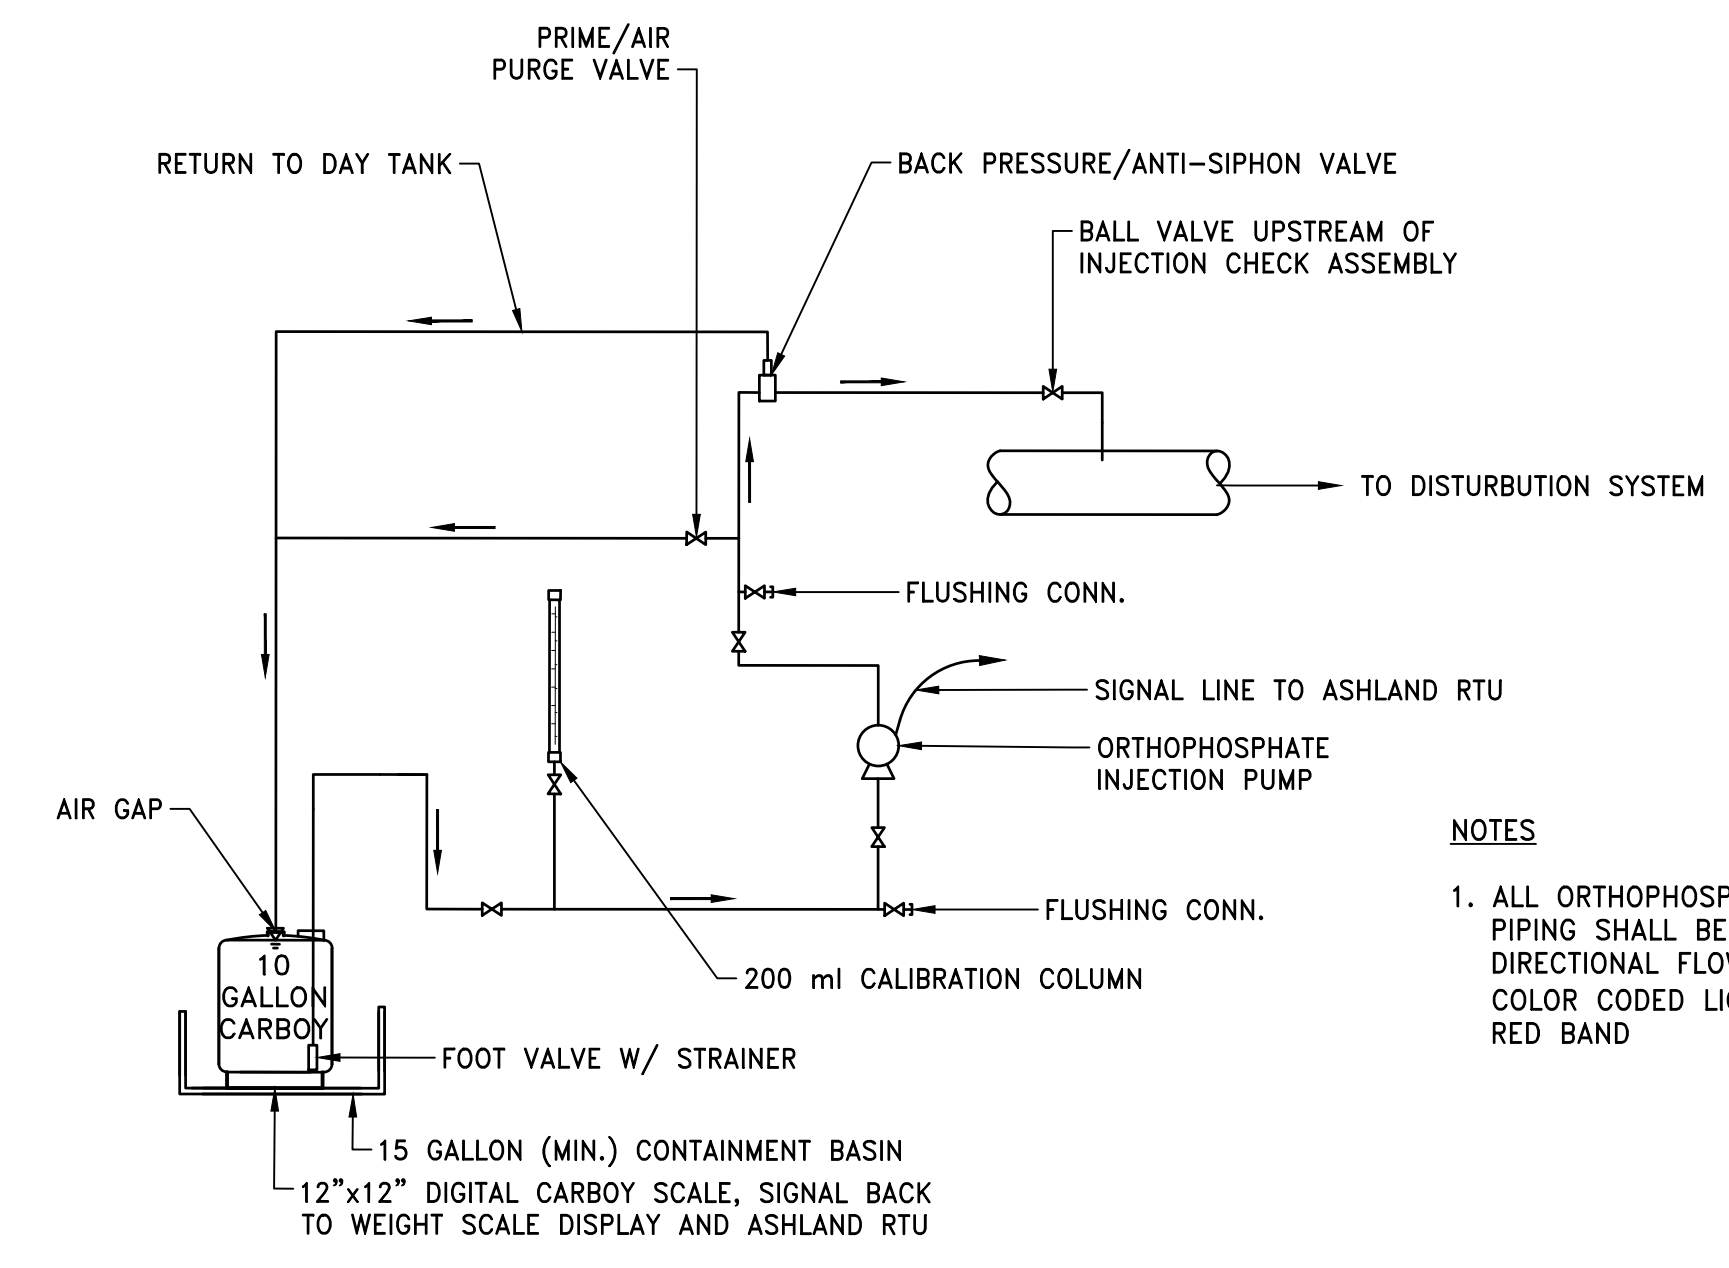 PRIME/AIR
PURGE VALVE
RETURN TO DAY TANK
BACK PRESSURE/ANTI-SIPHON VALVE
BALL VALVE UPSTREAM OF
INJECTION CHECK ASSEMBLY
TO DISTURBUTION SYSTEM
FLUSHING CONN.
SIGNAL LINE TO ASHLAND RTU
ORTHOPHOSPHATE
INJECTION PUMP
AIR GAP
FLUSHING CONN.
200 ml CALIBRATION COLUMN
10
GALLON
CARBOY
FOOT VALVE W/ STRAINER
15 GALLON (MIN.) CONTAINMENT BASIN
12"x12" DIGITAL CARBOY SCALE, SIGNAL BACK
TO WEIGHT SCALE DISPLAY AND ASHLAND RTU
NOTES
1. ALL ORTHOPHOSP
PIPING SHALL BE
DIRECTIONAL FLO
COLOR CODED LI
RED BAND